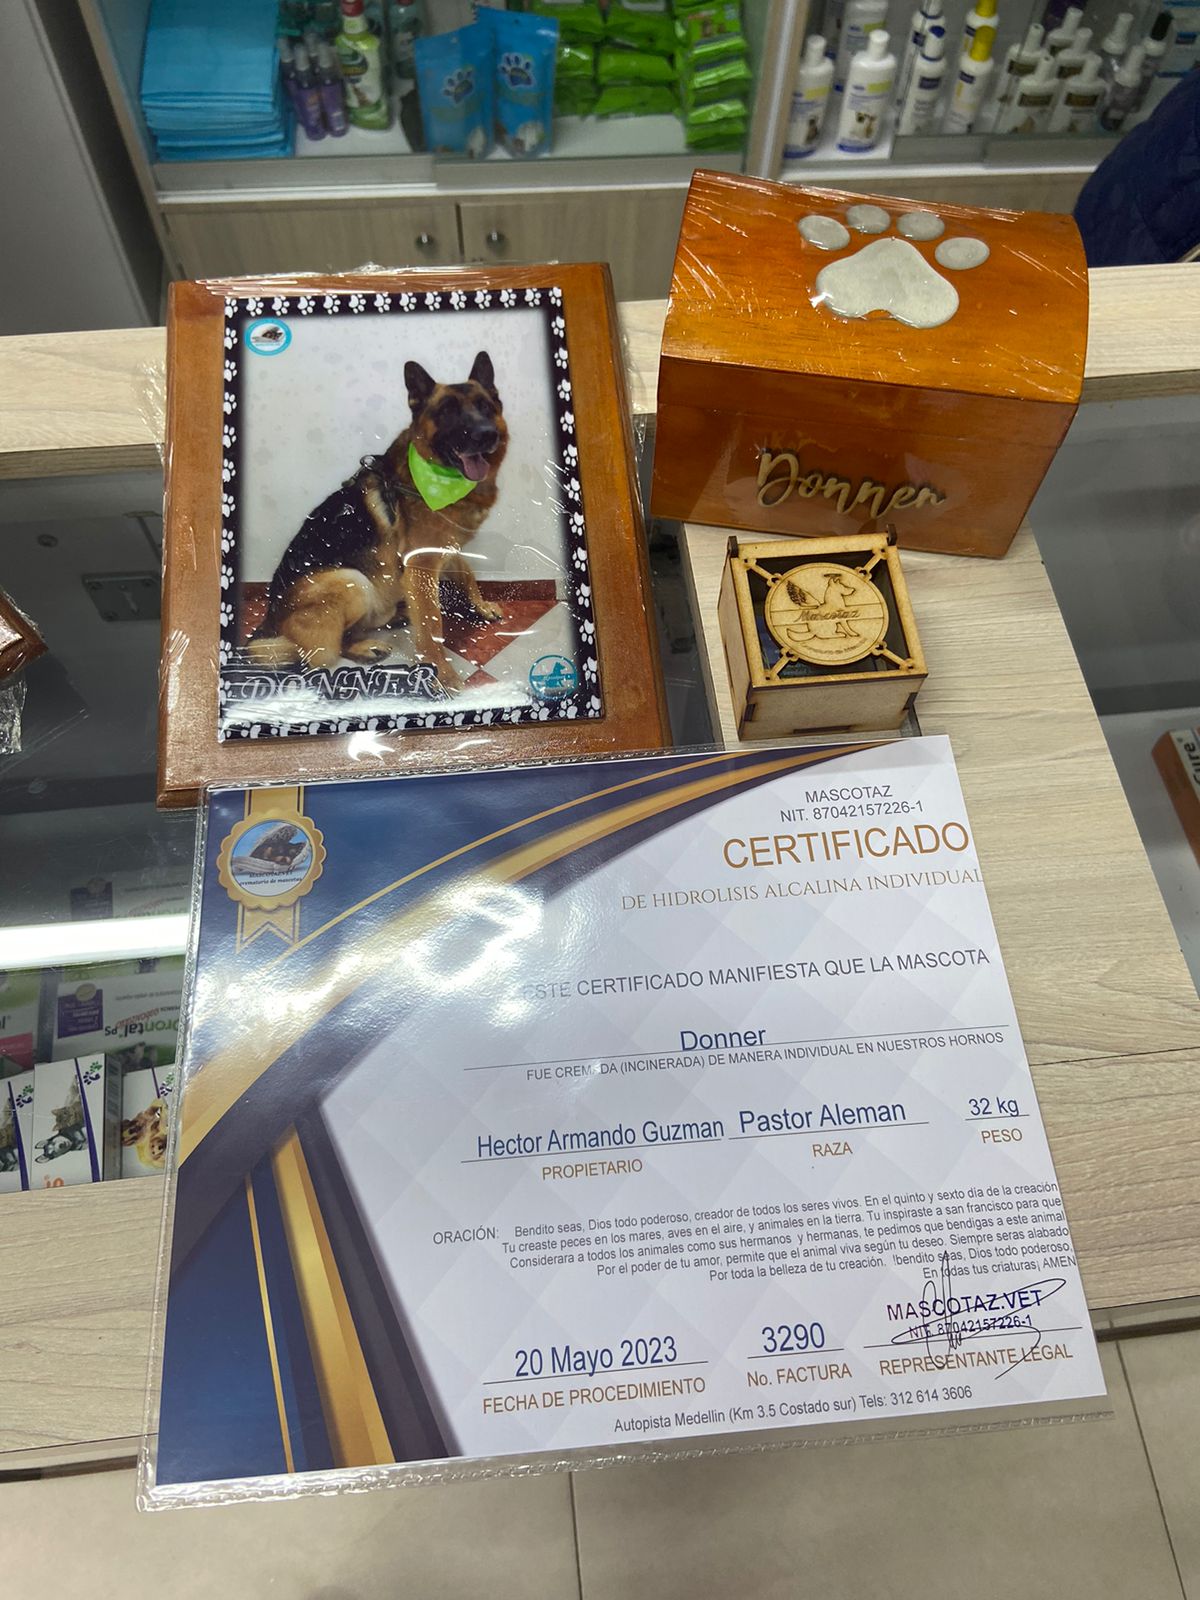 DONNER
Donner
Mascotaz
MASCOTAZ
NIT. 87042157226-1
CERTIFICADO
DE HIDROLISIS ALCALINA INDIVIDUAL
MASCOTAZ.VET
crematorio de mascotas
ESTE CERTIFICADO MANIFIESTA QUE LA MASCOTA
Donner
FUE CREMADA (INCINERADA) DE MANERA INDIVIDUAL EN NUESTROS HORNOS
Hector Armando Guzman Pastor Aleman 32 kg
PROPIETARIO RAZA PESO
ORACIÓN: Bendito seas, Dios todo poderoso, creador de todos los seres vivos. En el quinto y sexto día de la creación
Tu creaste peces en los mares, aves en el aire, y animales en la tierra. Tu inspiraste a san francisco para que
Considerara a todos los animales como sus hermanos y hermanas, te pedimos que bendigas a este animal
Por el poder de tu amor, permite que el animal viva según tu deseo. Siempre seras alabado
Por toda la belleza de tu creación. !bendito seas, Dios todo poderoso,
En todas tus criaturas¡ AMEN
MASCOTAZ.VET
NIT. 87042157226-1
20 Mayo 2023 3290
FECHA DE PROCEDIMIENTO No. FACTURA REPRESENTANTE LEGAL
Autopista Medellin (Km 3.5 Costado sur) Tels: 312 614 3606
Drontal PS